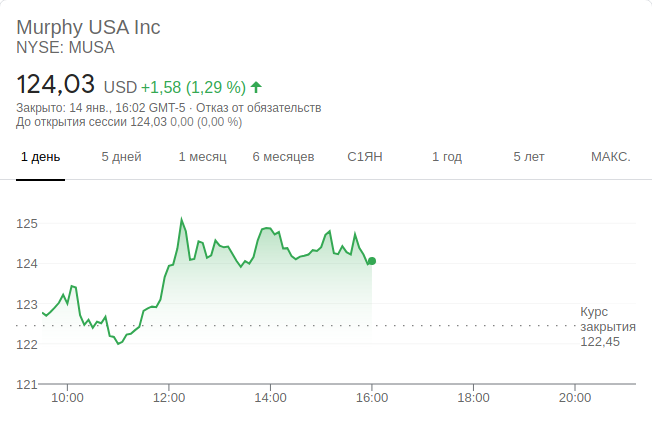 Murphy USA Inc
NYSE: MUSA
124,03 USD +1,58 (1,29 %)
Закрыто: 14 янв., 16:02 GMT-5 · Отказ от обязательств
До открытия сессии 124,03 0,00 (0,00 %)
1 день 5 дней 1 месяц 6 месяцев С1ЯН 1 год 5 лет МАКС.
125
124
123
122
121
Курс
закрытия
122,45
10:00 12:00 14:00 16:00 18:00 20:00